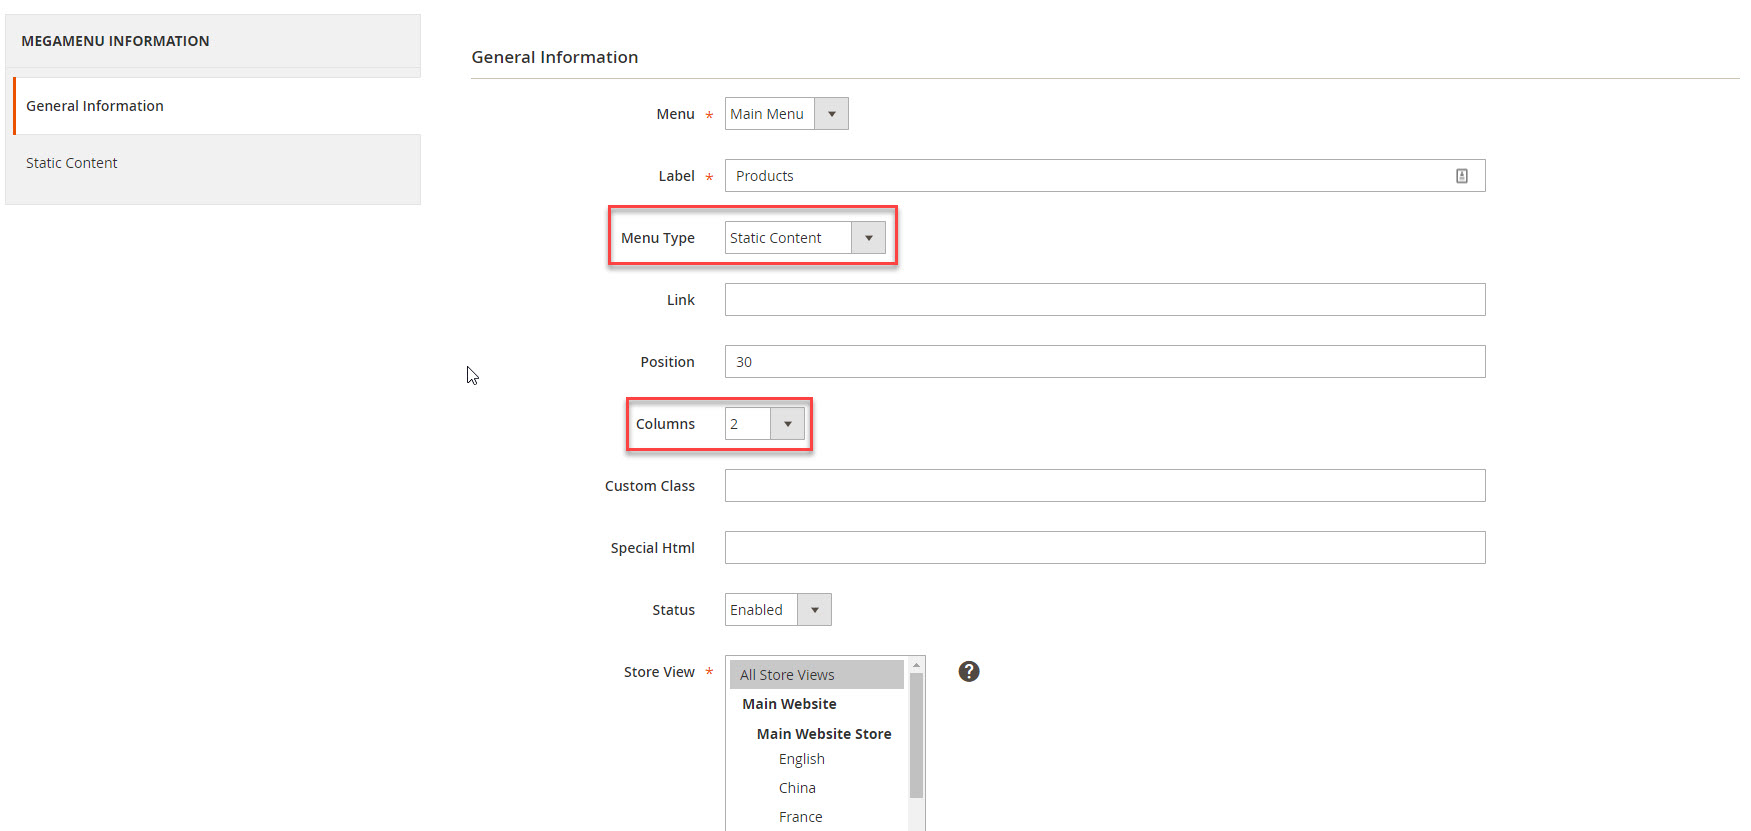 MEGAMENU INFORMATION
General Information
Static Content
General Information
Menu * Main Menu
Label * Products
Menu Type Static Content
Link
Position 30
Columns 2
Custom Class
Special Html
Status Enabled
Store View * All Store Views ?
Main Website
Main Website Store
English
China
France